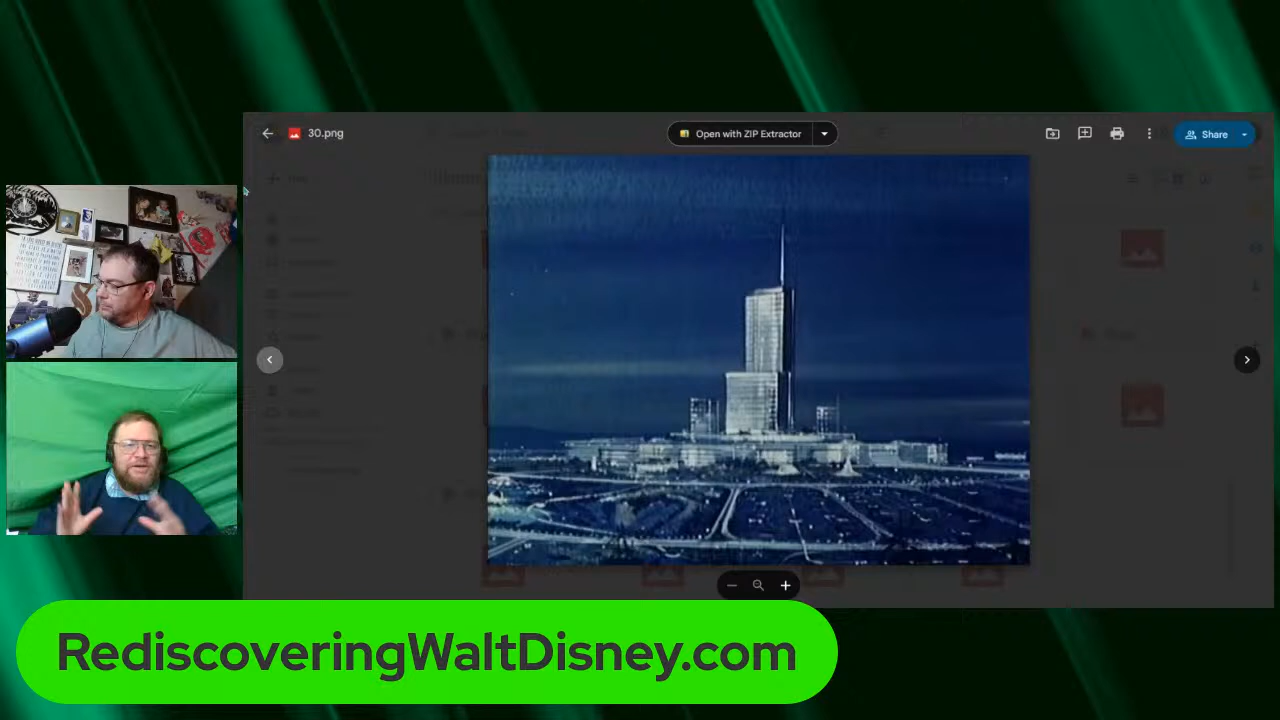 30.png
Open with ZIP Extractor
Share
RediscoveringWaltDisney.com